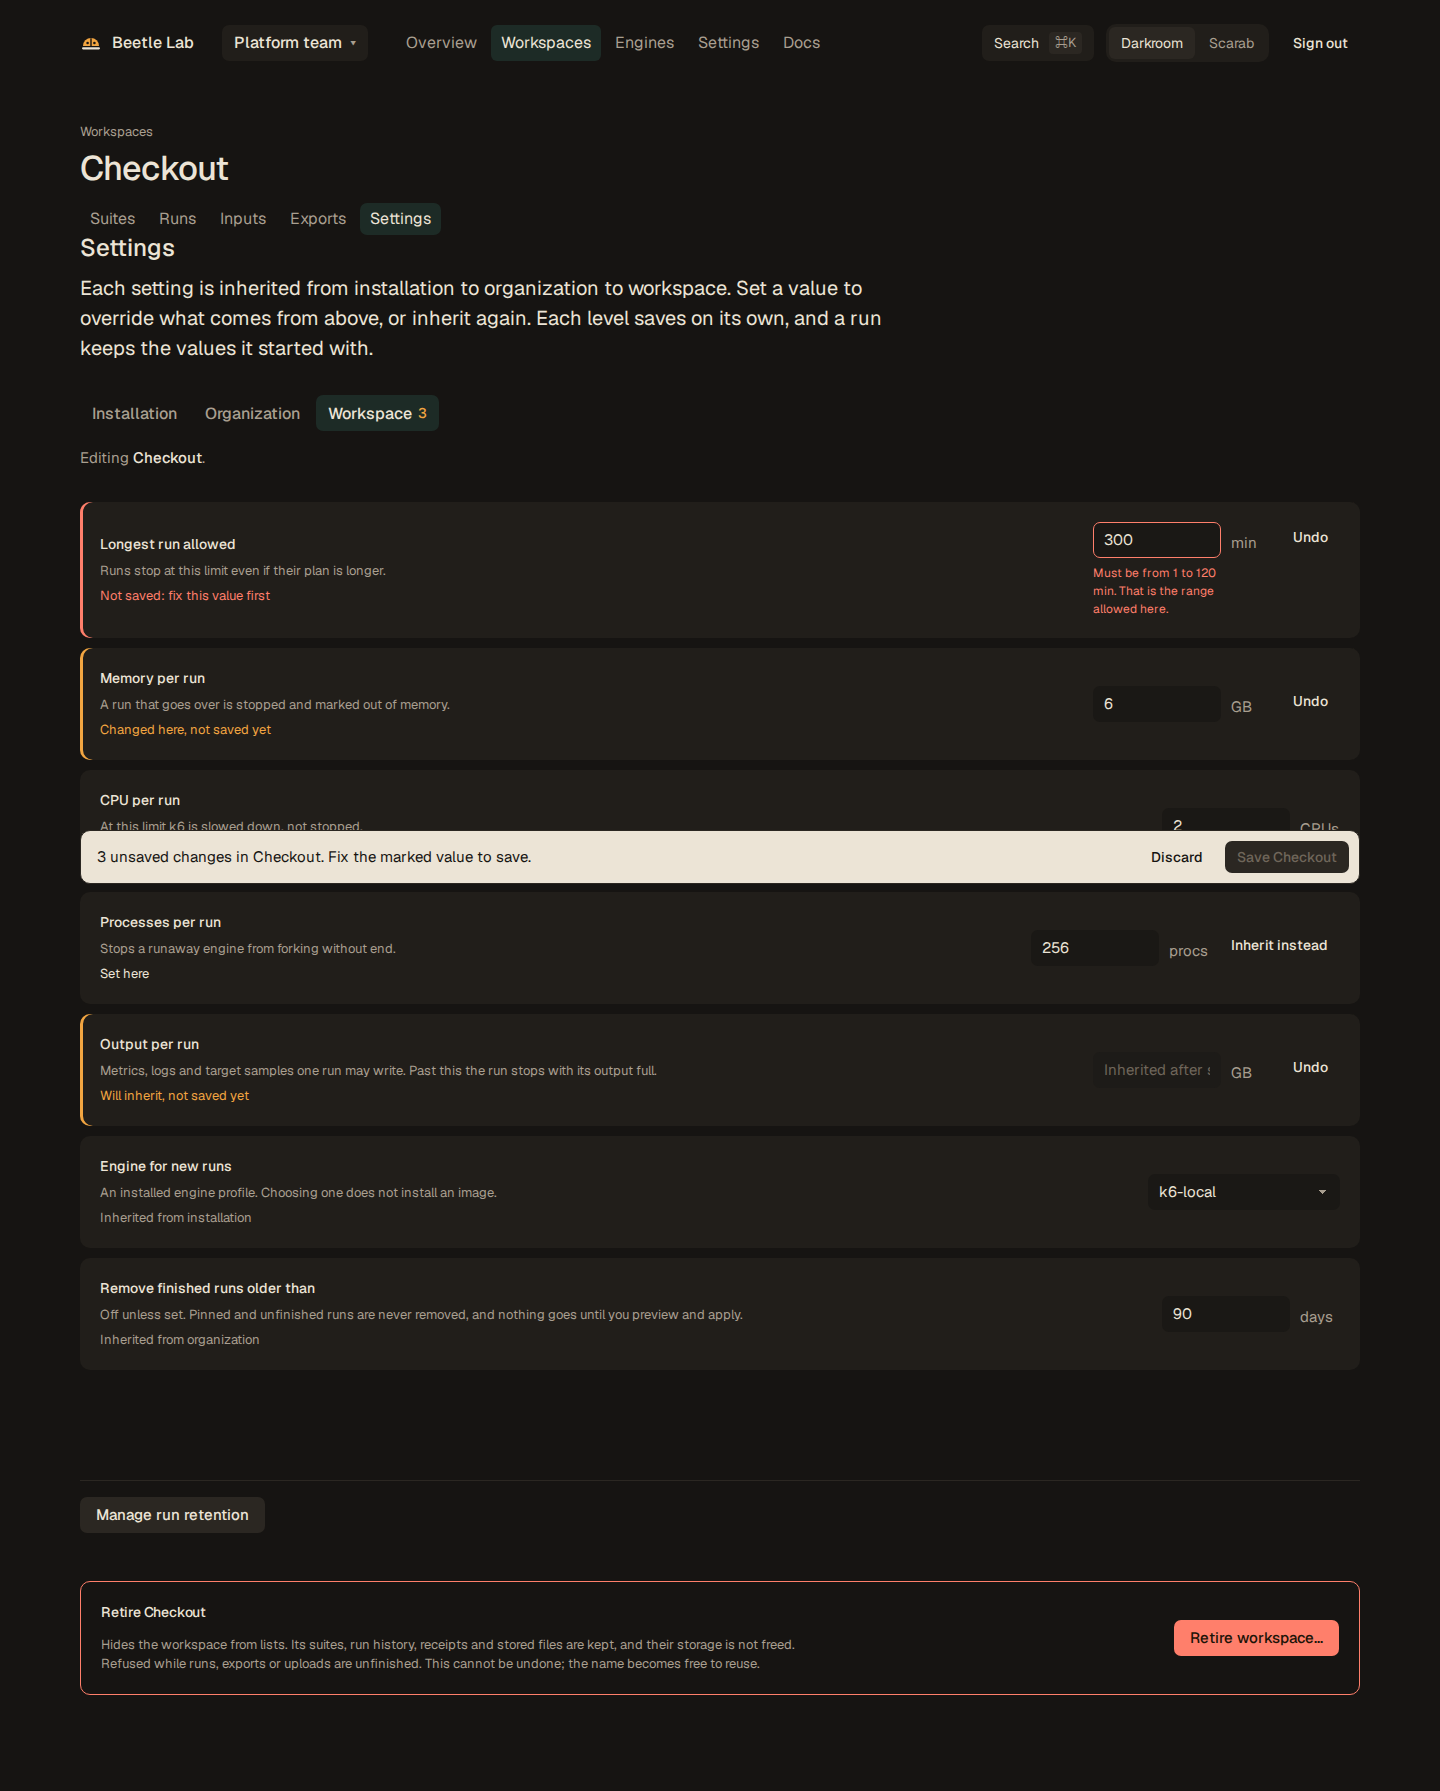 Beetle Lab
Platform team
Overview
Workspaces
Engines
Settings
Docs
Search ⌘K
Darkroom
Scarab
Sign out
Workspaces
Checkout
Suites
Runs
Inputs
Exports
Settings
Settings
Each setting is inherited from installation to organization to workspace. Set a value to
override what comes from above, or inherit again. Each level saves on its own, and a run
keeps the values it started with.
Installation
Organization
Workspace 3
Editing Checkout.
Longest run allowed
Runs stop at this limit even if their plan is longer.
Not saved: fix this value first
300 min
Undo
Must be from 1 to 120
min. That is the range
allowed here.
Memory per run
A run that goes over is stopped and marked out of memory.
Changed here, not saved yet
6 GB
Undo
CPU per run
At this limit k6 is slowed down, not stopped.
2 CPUs
3 unsaved changes in Checkout. Fix the marked value to save.
Discard
Save Checkout
Processes per run
Stops a runaway engine from forking without end.
Set here
256 procs
Inherit instead
Output per run
Metrics, logs and target samples one run may write. Past this the run stops with its output full.
Will inherit, not saved yet
Inherited after GB
Undo
Engine for new runs
An installed engine profile. Choosing one does not install an image.
Inherited from installation
k6-local
Remove finished runs older than
Off unless set. Pinned and unfinished runs are never removed, and nothing goes until you preview and apply.
Inherited from organization
90 days
Manage run retention
Retire Checkout
Hides the workspace from lists. Its suites, run history, receipts and stored files are kept, and their storage is not freed.
Refused while runs, exports or uploads are unfinished. This cannot be undone; the name becomes free to reuse.
Retire workspace…